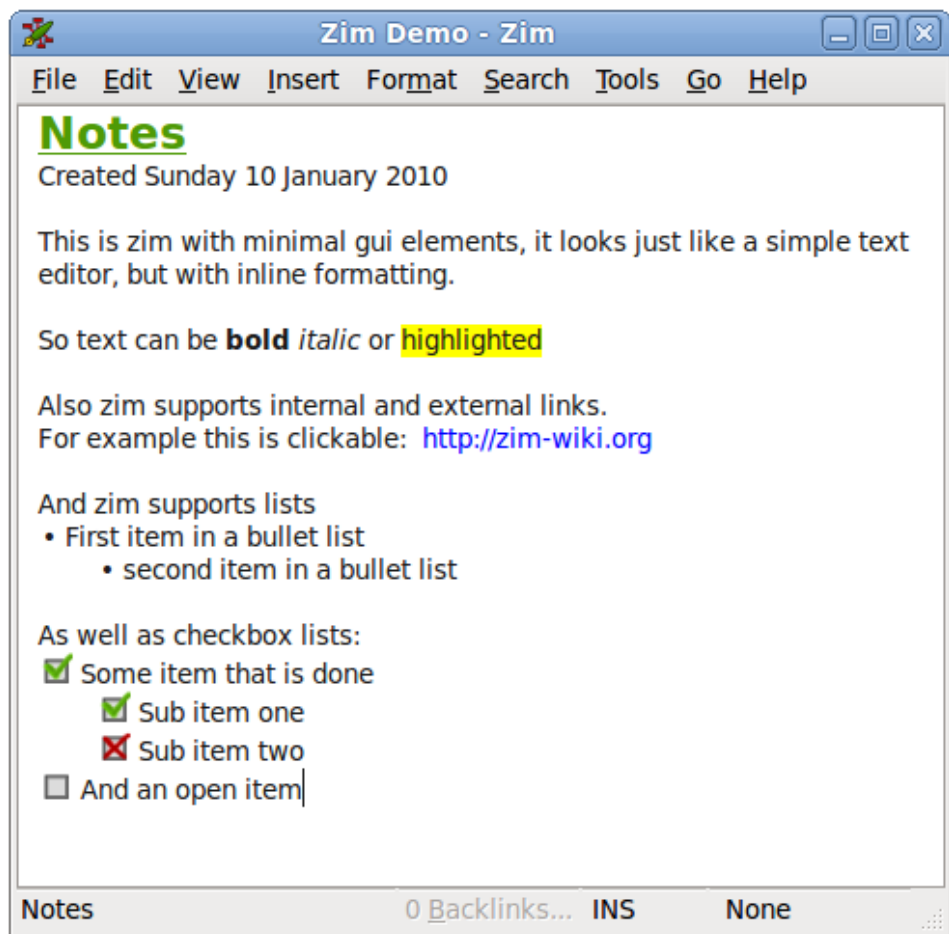 Zim Demo - Zim
File Edit View Insert Format Search Tools Go Help
Notes
Created Sunday 10 January 2010
This is zim with minimal gui elements, it looks just like a simple text
editor, but with inline formatting.
So text can be bold italic or highlighted
Also zim supports internal and external links.
For example this is clickable:  http://zim-wiki.org
And zim supports lists
• First item in a bullet list
• second item in a bullet list
As well as checkbox lists:
Some item that is done
Sub item one
Sub item two
And an open item
Notes 0 Backlinks... INS None